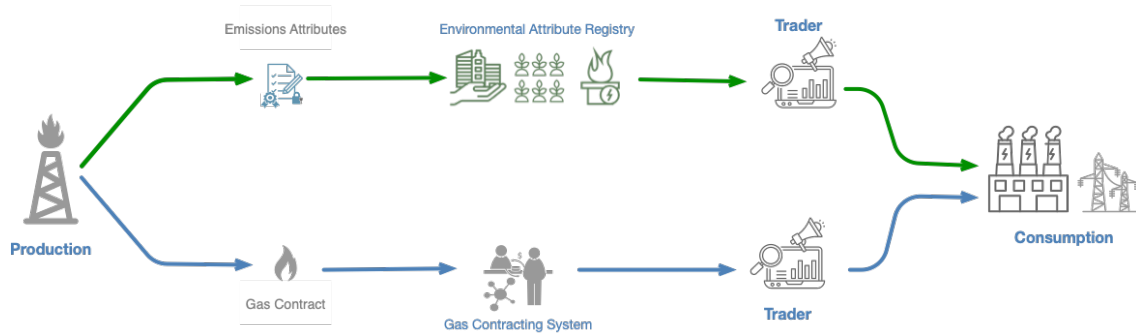 Emissions Attributes
Environmental Attribute Registry
Trader
Production
Consumption
$
Gas Contract
Gas Contracting System
Trader